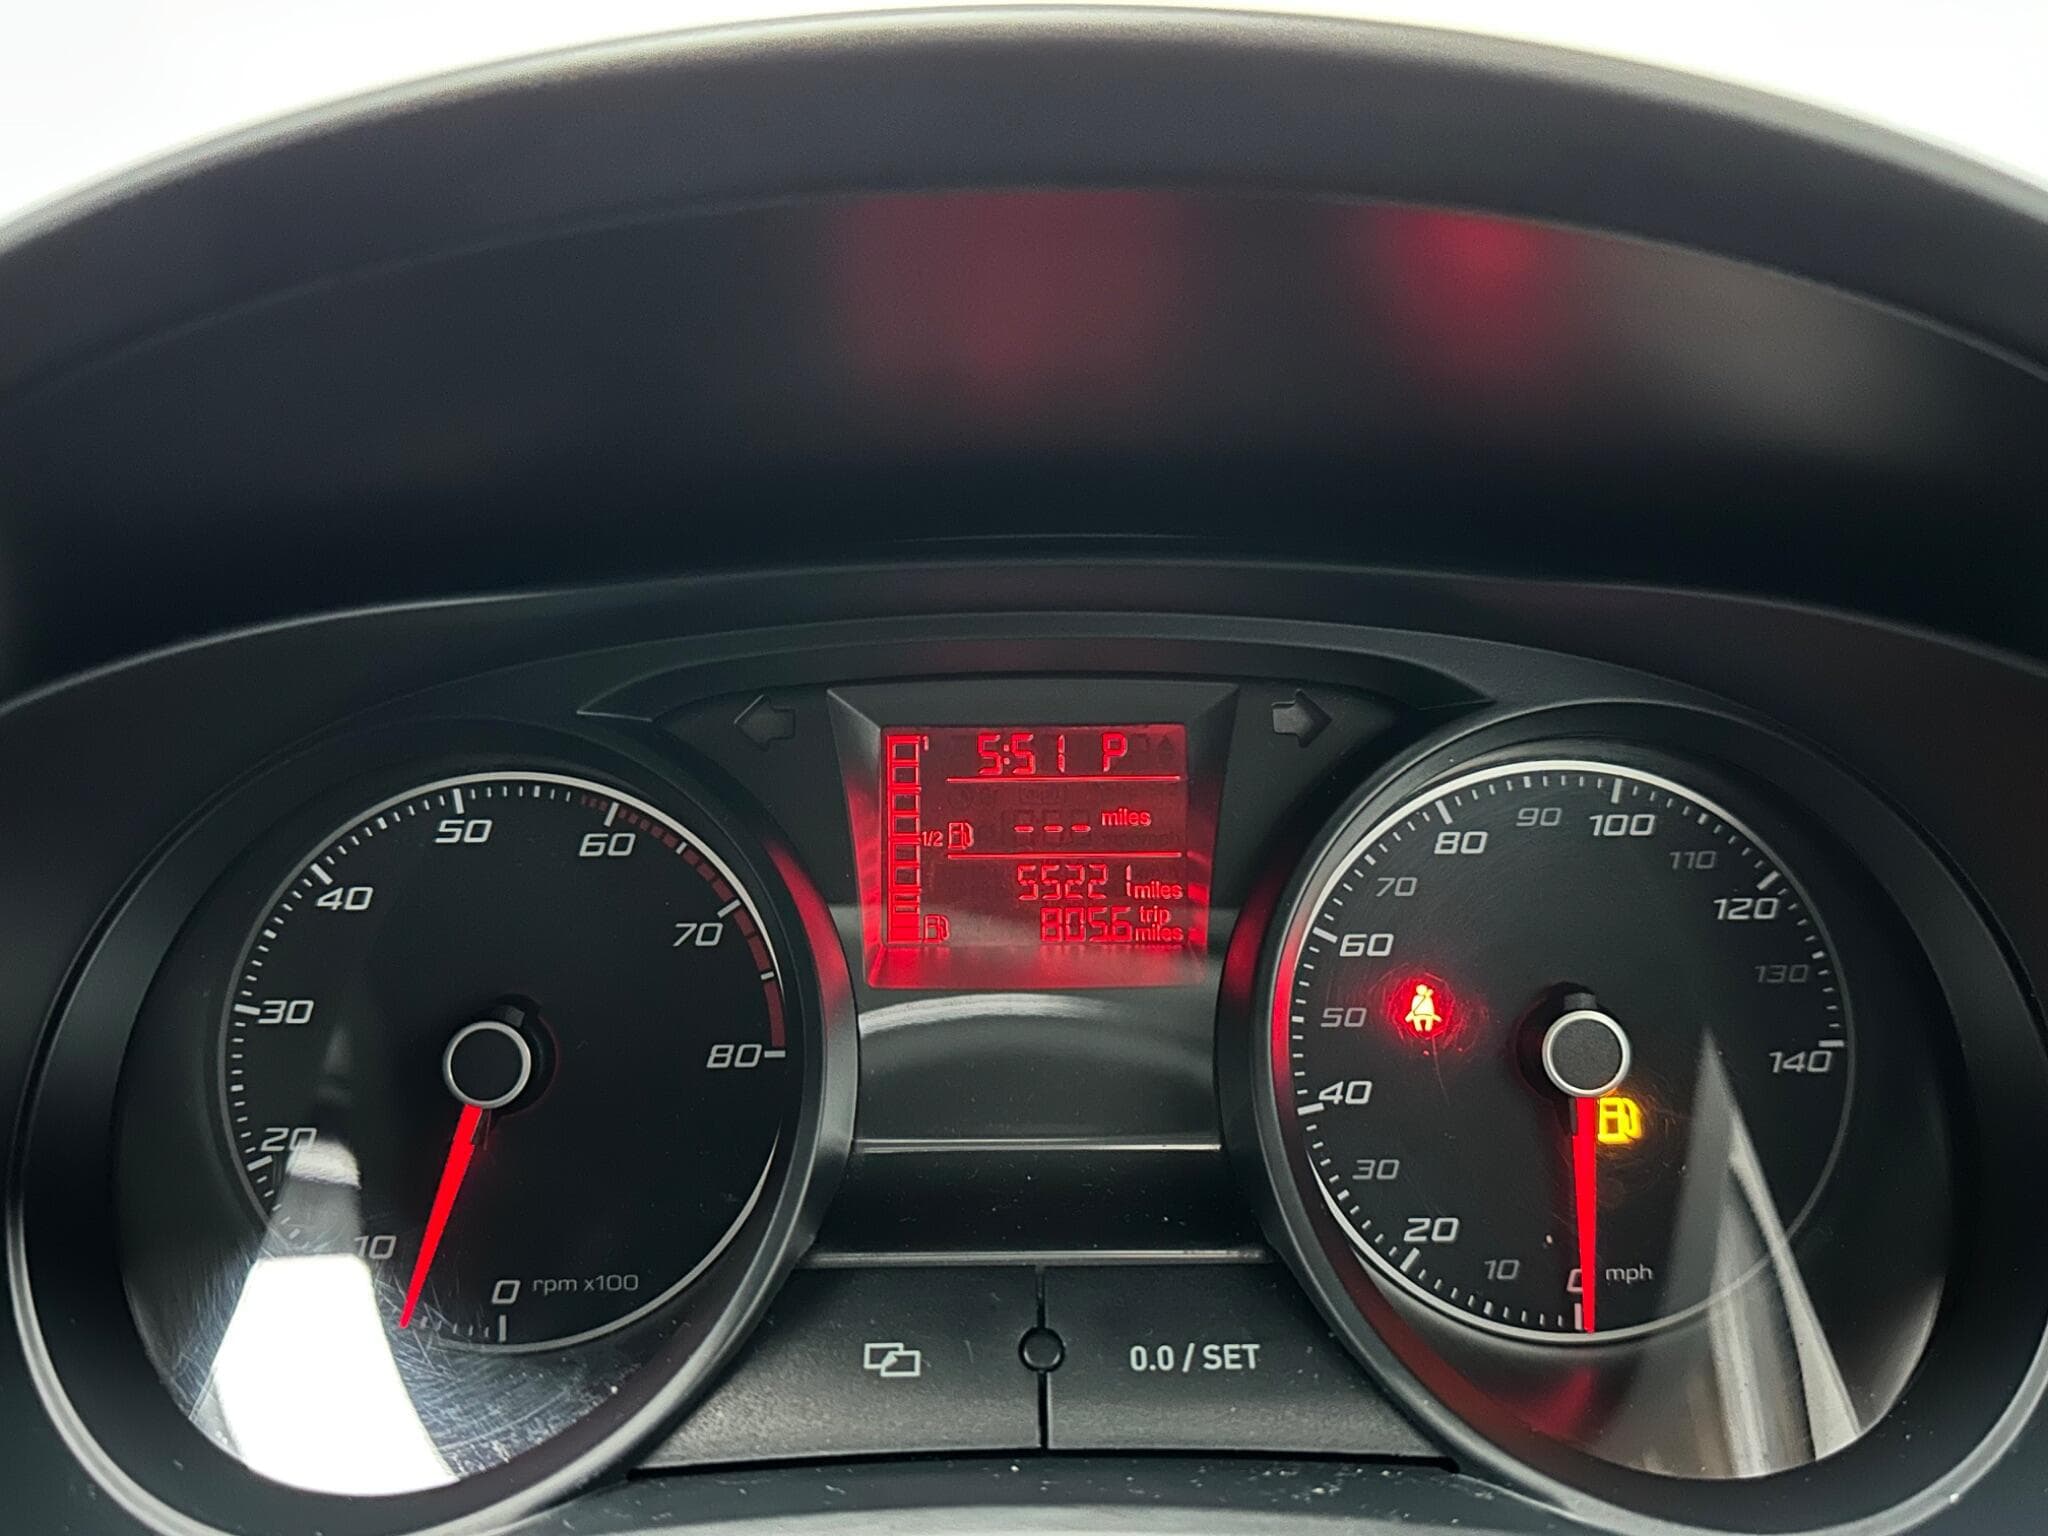 5:51 P
1
--- miles
1/2
55221 miles
trip
805.6 miles
0 10 20 30 40 50 60 70 80
rpm x100
0 10 20 30 40 50 60 70 80 90 100 110 120 130 140
mph
0.0 / SET